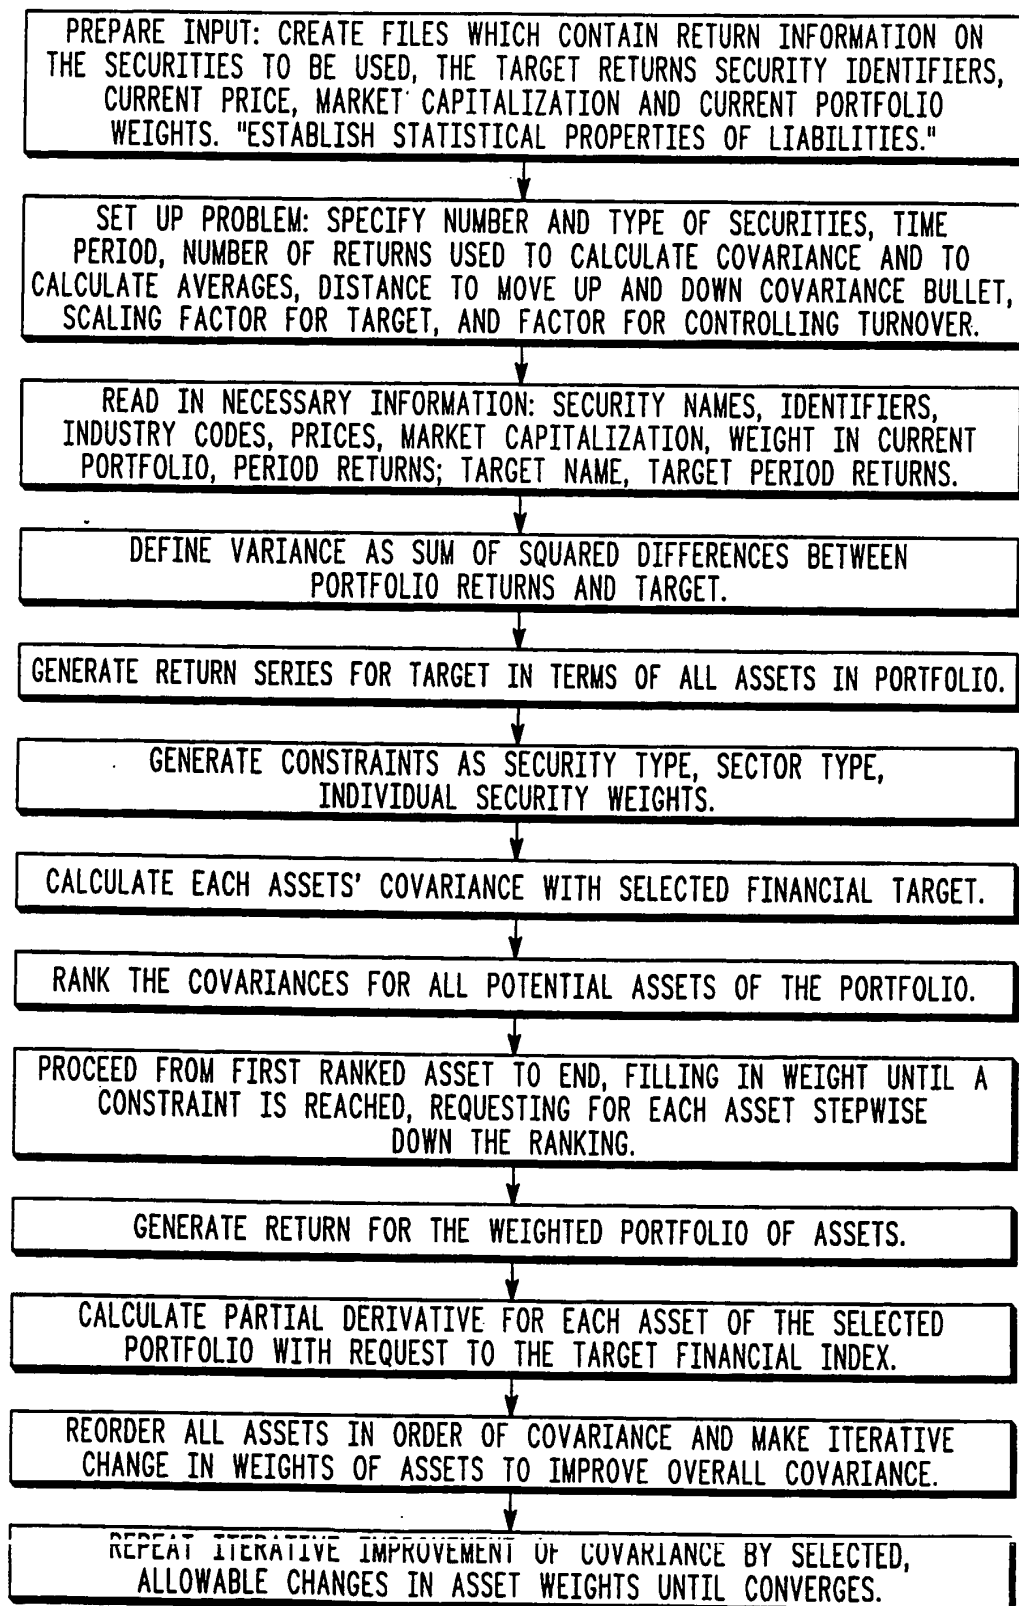 PREPARE INPUT: CREATE FILES WHICH CONTAIN RETURN INFORMATION ON
THE SECURITIES TO BE USED, THE TARGET RETURNS SECURITY IDENTIFIERS,
CURRENT PRICE, MARKET CAPITALIZATION AND CURRENT PORTFOLIO
WEIGHTS. "ESTABLISH STATISTICAL PROPERTIES OF LIABILITIES."
SET UP PROBLEM: SPECIFY NUMBER AND TYPE OF SECURITIES, TIME
PERIOD, NUMBER OF RETURNS USED TO CALCULATE COVARIANCE AND TO
CALCULATE AVERAGES, DISTANCE TO MOVE UP AND DOWN COVARIANCE BULLET,
SCALING FACTOR FOR TARGET, AND FACTOR FOR CONTROLLING TURNOVER.
READ IN NECESSARY INFORMATION: SECURITY NAMES, IDENTIFIERS,
INDUSTRY CODES, PRICES, MARKET CAPITALIZATION, WEIGHT IN CURRENT
PORTFOLIO, PERIOD RETURNS; TARGET NAME, TARGET PERIOD RETURNS.
DEFINE VARIANCE AS SUM OF SQUARED DIFFERENCES BETWEEN
PORTFOLIO RETURNS AND TARGET.
GENERATE RETURN SERIES FOR TARGET IN TERMS OF ALL ASSETS IN PORTFOLIO.
GENERATE CONSTRAINTS AS SECURITY TYPE, SECTOR TYPE,
INDIVIDUAL SECURITY WEIGHTS.
CALCULATE EACH ASSETS' COVARIANCE WITH SELECTED FINANCIAL TARGET.
RANK THE COVARIANCES FOR ALL POTENTIAL ASSETS OF THE PORTFOLIO.
PROCEED FROM FIRST RANKED ASSET TO END, FILLING IN WEIGHT UNTIL A
CONSTRAINT IS REACHED, REQUESTING FOR EACH ASSET STEPWISE
DOWN THE RANKING.
GENERATE RETURN FOR THE WEIGHTED PORTFOLIO OF ASSETS.
CALCULATE PARTIAL DERIVATIVE FOR EACH ASSET OF THE SELECTED
PORTFOLIO WITH REQUEST TO THE TARGET FINANCIAL INDEX.
REORDER ALL ASSETS IN ORDER OF COVARIANCE AND MAKE ITERATIVE
CHANGE IN WEIGHTS OF ASSETS TO IMPROVE OVERALL COVARIANCE.
REPEAT ITERATIVE IMPROVEMENT OF COVARIANCE BY SELECTED,
ALLOWABLE CHANGES IN ASSET WEIGHTS UNTIL CONVERGES.